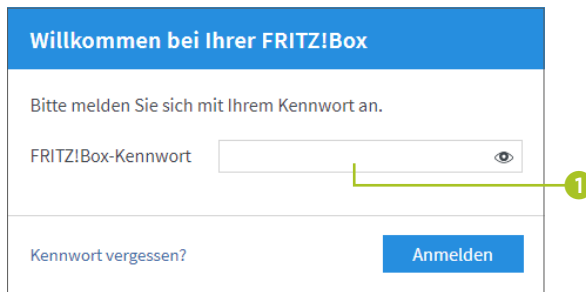 Willkommen bei Ihrer FRITZ!Box
Bitte melden Sie sich mit Ihrem Kennwort an.
FRITZ!Box-Kennwort
1
Kennwort vergessen?
Anmelden